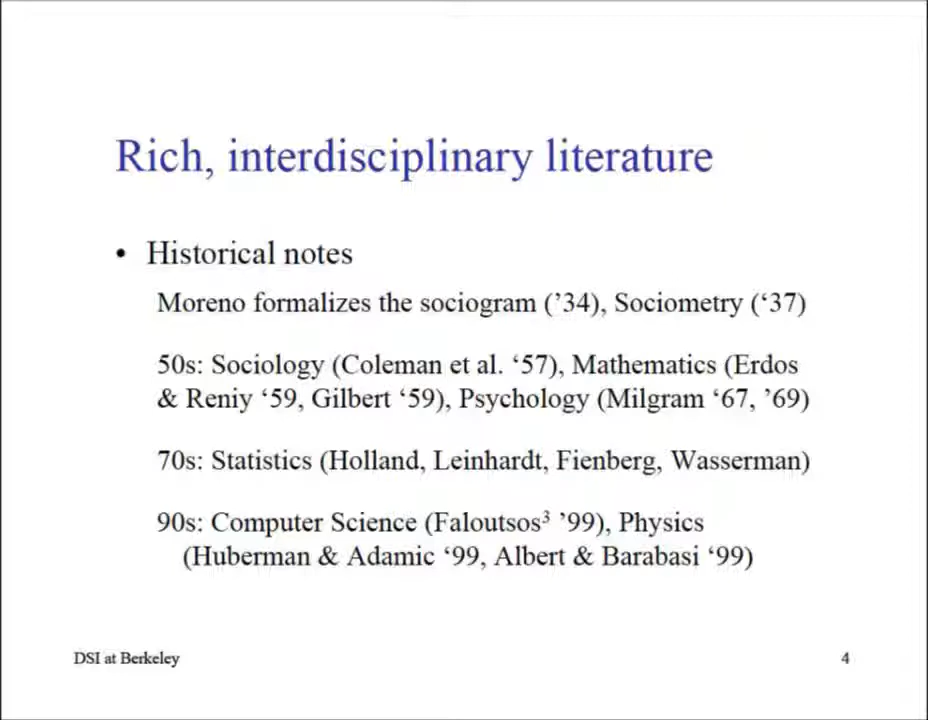 Rich, interdisciplinary literature
• Historical notes
Moreno formalizes the sociogram (’34), Sociometry (‘37)
50s: Sociology (Coleman et al. ‘57), Mathematics (Erdos
& Reniy ‘59, Gilbert ‘59), Psychology (Milgram ‘67, ’69)
70s: Statistics (Holland, Leinhardt, Fienberg, Wasserman)
90s: Computer Science (Faloutsos³ ’99), Physics
(Huberman & Adamic ‘99, Albert & Barabasi ‘99)
DSI at Berkeley
4